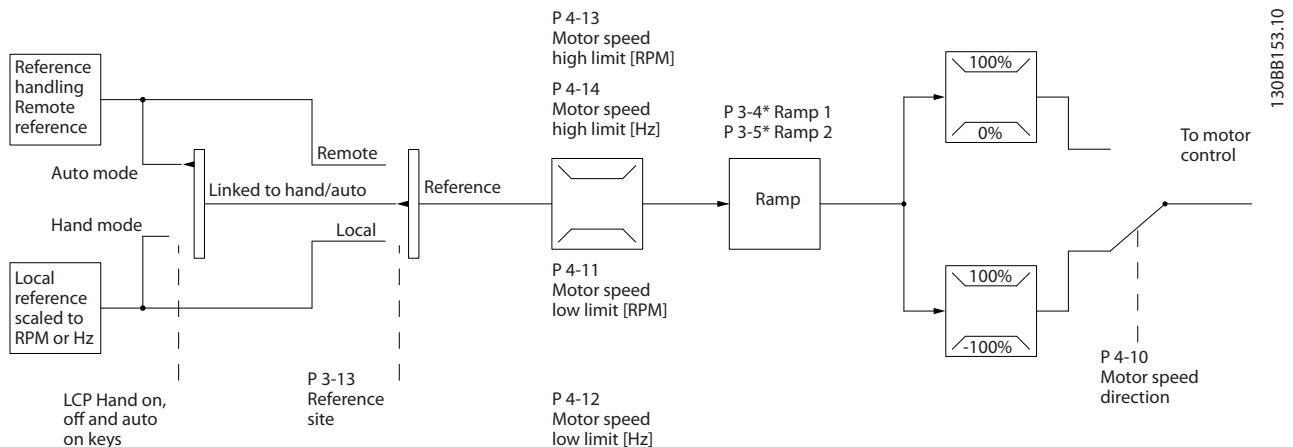 130BB153.10
P 4-13
Motor speed
high limit [RPM]
P 4-14
Motor speed
high limit [Hz]
Reference
handling
Remote
reference
Auto mode
Hand mode
Local
reference
scaled to
RPM or Hz
LCP Hand on,
off and auto
on keys
Linked to hand/auto
Remote
Local
P 3-13
Reference
site
Reference
P 4-11
Motor speed
low limit [RPM]
P 4-12
Motor speed
low limit [Hz]
P 3-4* Ramp 1
P 3-5* Ramp 2
Ramp
100%
0%
100%
-100%
To motor
control
P 4-10
Motor speed
direction